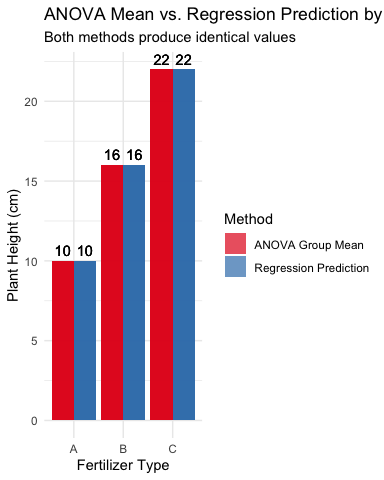 ANOVA Mean vs. Regression Prediction by
Both methods produce identical values
Plant Height (cm)
20
15
10
5
0
10 10
16 16
22 22
A B C
Fertilizer Type
Method
ANOVA Group Mean
Regression Prediction